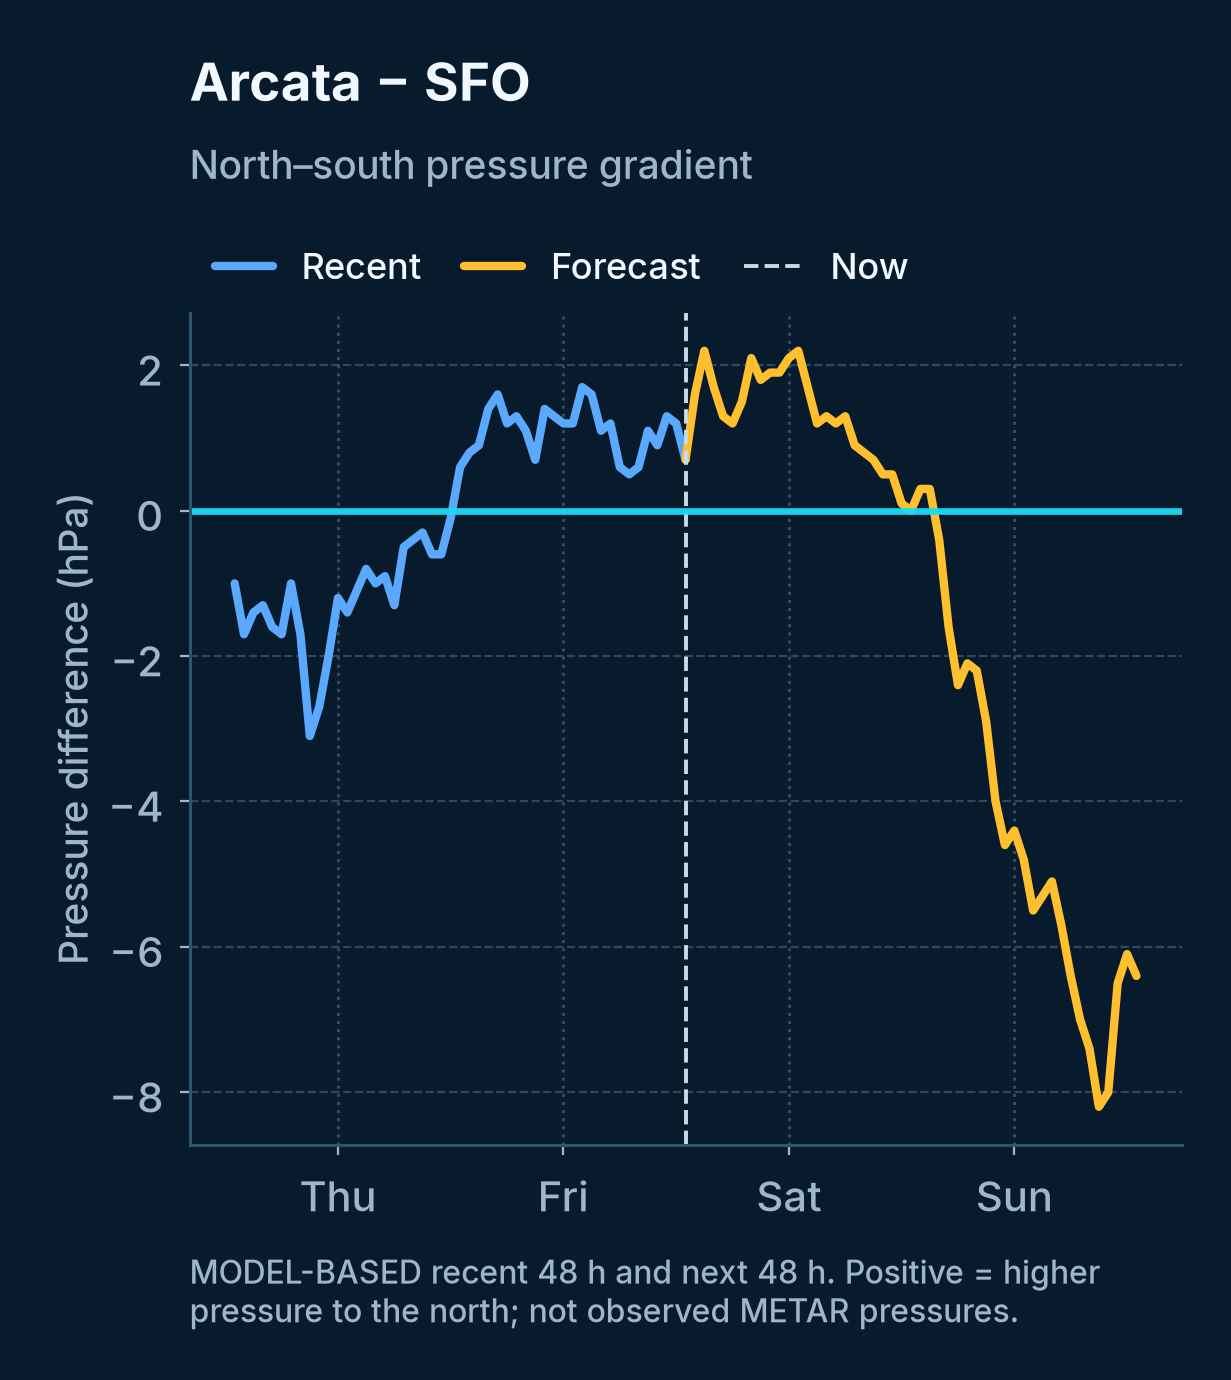 Arcata – SFO
North–south pressure gradient
Recent Forecast Now
2
0
−2
−4
−6
−8
Pressure difference (hPa)
Thu Fri Sat Sun
MODEL-BASED recent 48 h and next 48 h. Positive = higher
pressure to the north; not observed METAR pressures.